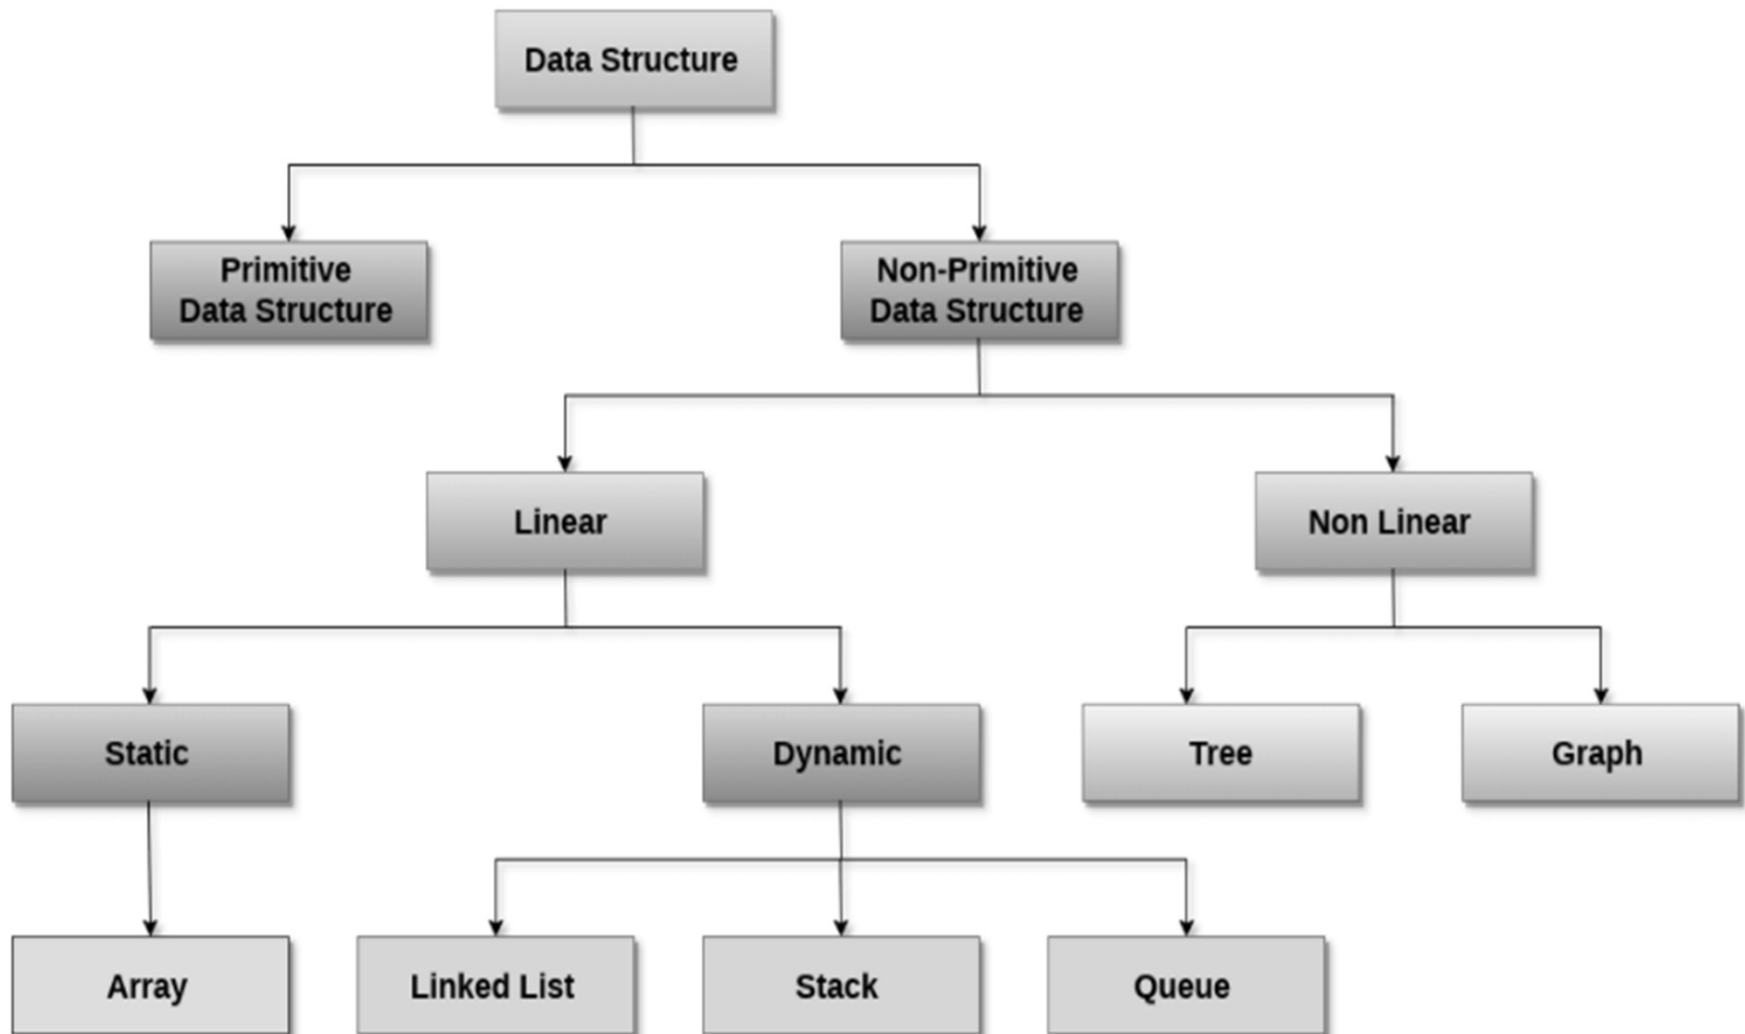 Data Structure
Primitive
Data Structure
Non-Primitive
Data Structure
Linear
Non Linear
Static
Dynamic
Tree
Graph
Array
Linked List
Stack
Queue